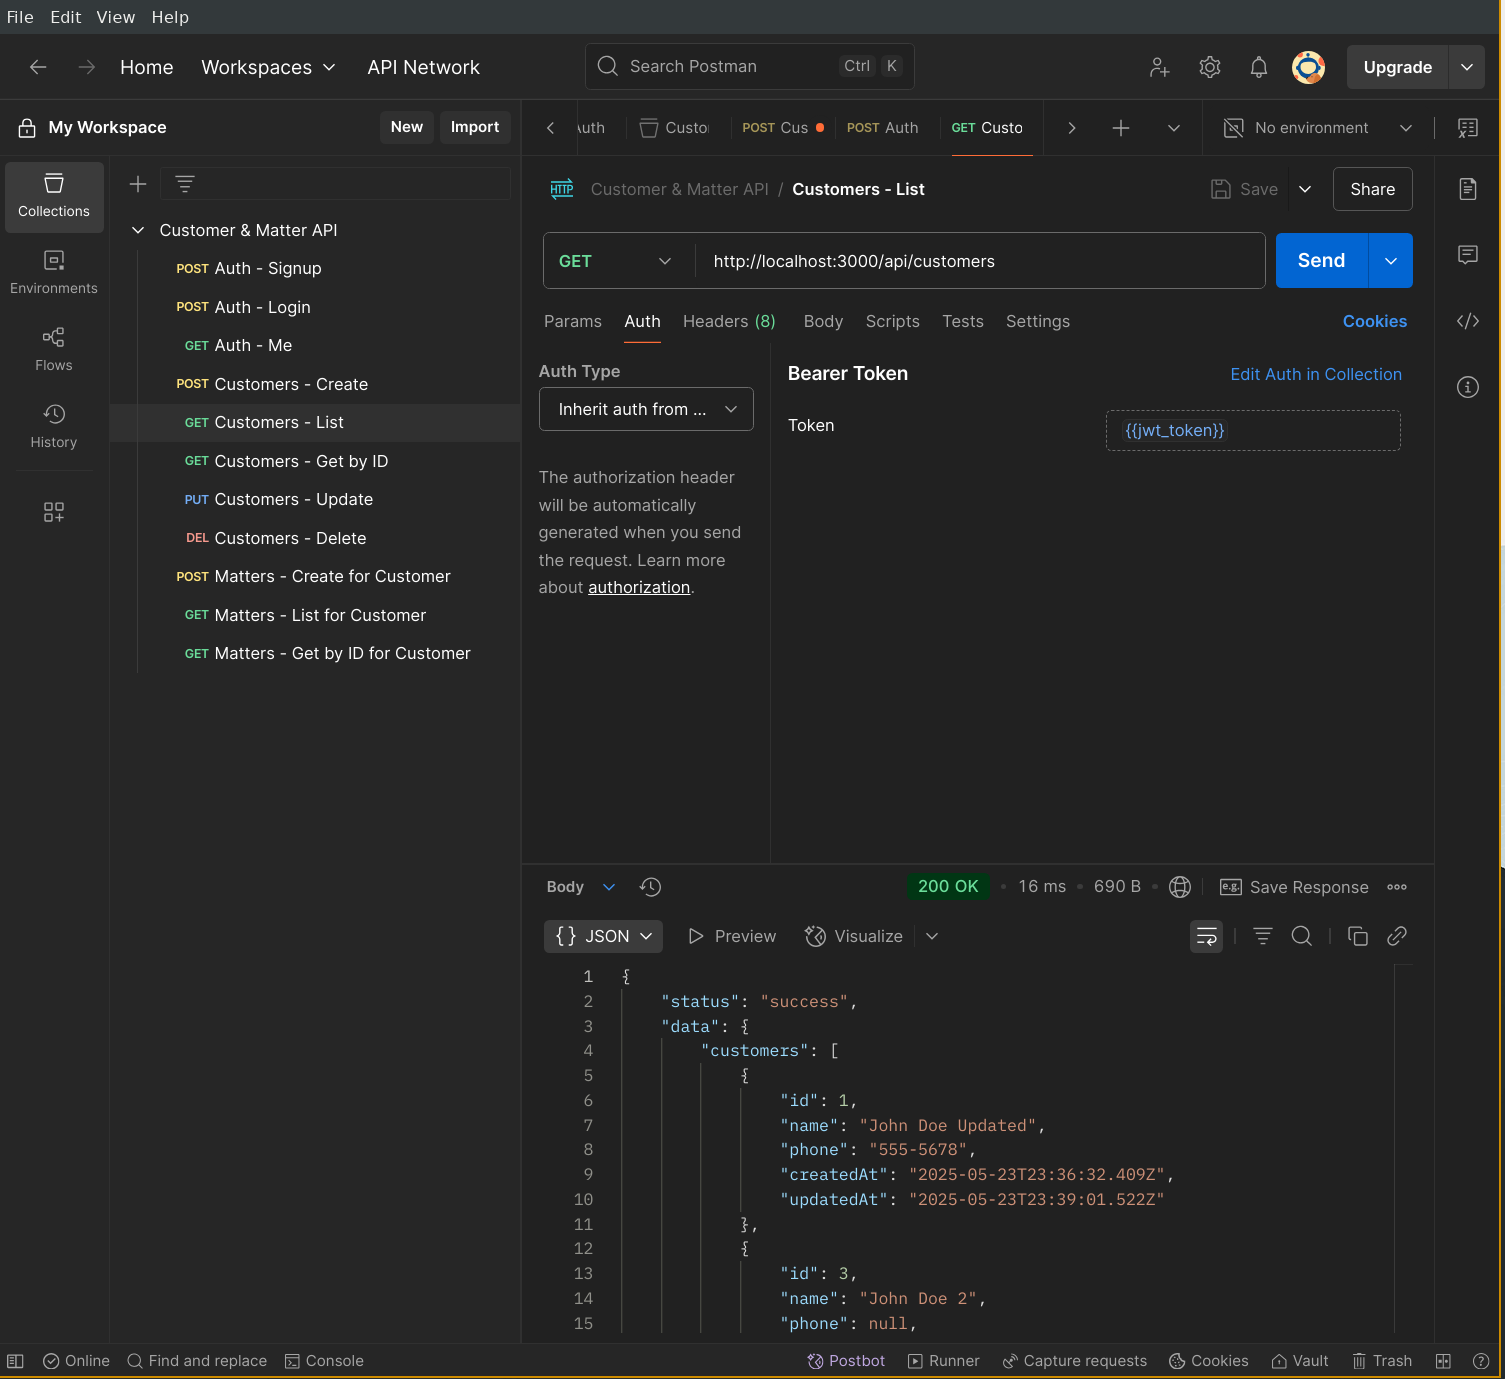 File Edit View Help
Home Workspaces API Network Search Postman Ctrl K Upgrade
My Workspace New Import
Auth Custo POST Cus POST Auth GET Custo No environment
Collections
Environments
Flows
History
Customer & Matter API
POST Auth - Signup
POST Auth - Login
GET Auth - Me
POST Customers - Create
GET Customers - List
GET Customers - Get by ID
PUT Customers - Update
DEL Customers - Delete
POST Matters - Create for Customer
GET Matters - List for Customer
GET Matters - Get by ID for Customer
HTTP Customer & Matter API / Customers - List Save Share
GET http://localhost:3000/api/customers Send
Params Auth Headers (8) Body Scripts Tests Settings Cookies
Auth Type
Inherit auth from ...
The authorization header
will be automatically
generated when you send
the request. Learn more
about authorization.
Bearer Token Edit Auth in Collection
Token {{jwt_token}}
Body 200 OK • 16 ms • 690 B • e.g. Save Response
{} JSON Preview Visualize
1 {
2 "status": "success",
3 "data": {
4 "customers": [
5 {
6 "id": 1,
7 "name": "John Doe Updated",
8 "phone": "555-5678",
9 "createdAt": "2025-05-23T23:36:32.409Z",
10 "updatedAt": "2025-05-23T23:39:01.522Z"
11 },
12 {
13 "id": 3,
14 "name": "John Doe 2",
15 "phone": null,
Online Find and replace Console Postbot Runner Capture requests Cookies Vault Trash